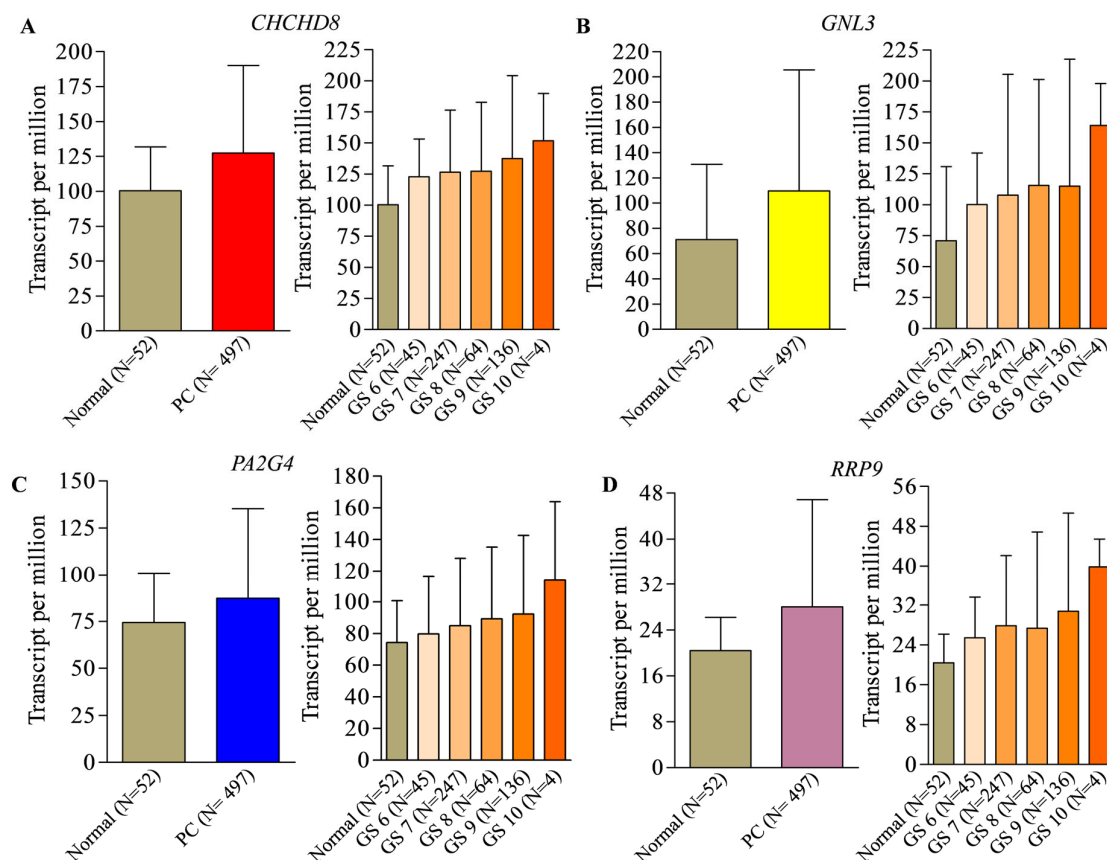 A
CHCHD8
Transcript per million
200
175
150
125
100
75
50
25
0
Normal (N=52)
PC (N= 497)
Transcript per million
225
200
175
150
125
100
75
50
25
0
Normal (N=52)
GS 6 (N=45)
GS 7 (N=247)
GS 8 (N=64)
GS 9 (N=136)
GS 10 (N=4)
B
GNL3
Transcript per million
220
200
180
160
140
120
100
80
60
40
20
0
Normal (N=52)
PC (N= 497)
Transcript per million
225
200
175
150
125
100
75
50
25
0
Normal (N=52)
GS 6 (N=45)
GS 7 (N=247)
GS 8 (N=64)
GS 9 (N=136)
GS 10 (N=4)
C
PA2G4
Transcript per million
150
125
100
75
50
25
0
Normal (N=52)
PC (N= 497)
Transcript per million
180
160
140
120
100
80
60
40
20
0
Normal (N=52)
GS 6 (N=45)
GS 7 (N=247)
GS 8 (N=64)
GS 9 (N=136)
GS 10 (N=4)
D
RRP9
Transcript per million
48
40
32
24
16
8
0
Normal (N=52)
PC (N= 497)
Transcript per million
56
48
40
32
24
16
8
0
Normal (N=52)
GS 6 (N=45)
GS 7 (N=247)
GS 8 (N=64)
GS 9 (N=136)
GS 10 (N=4)